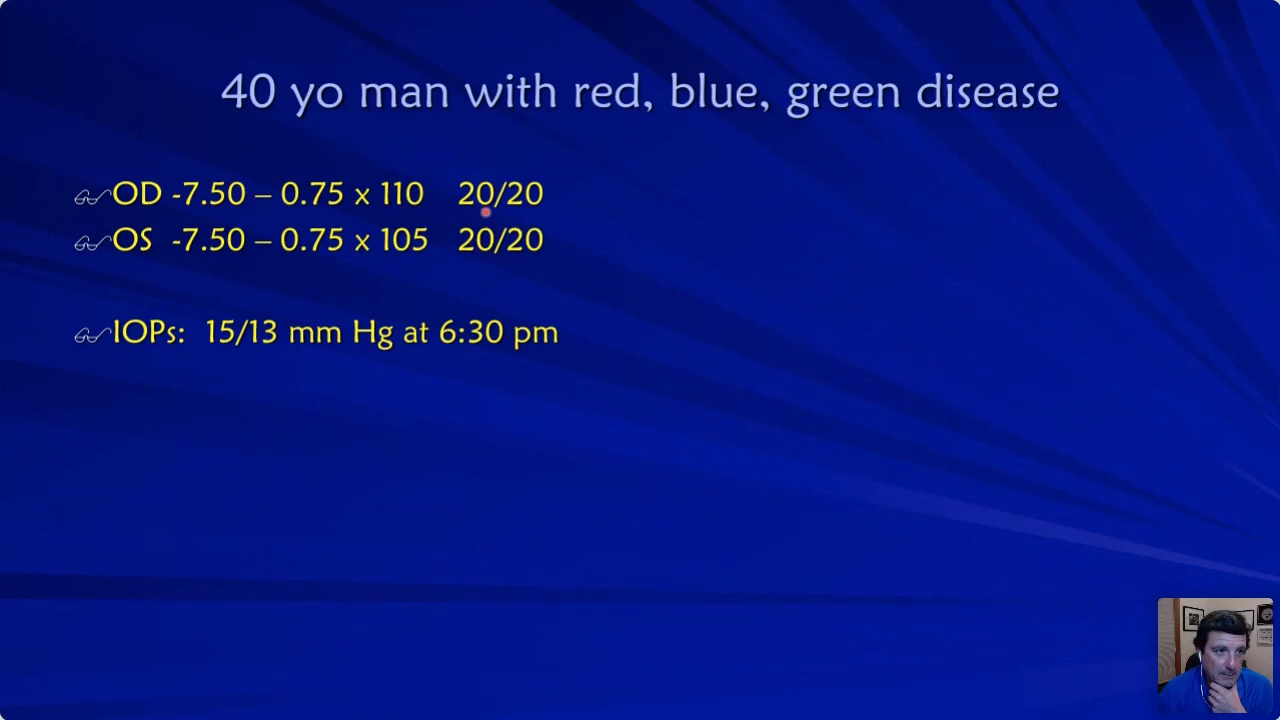 40 yo man with red, blue, green disease
OD -7.50 – 0.75 x 110 20/20
OS -7.50 – 0.75 x 105 20/20
IOPs: 15/13 mm Hg at 6:30 pm